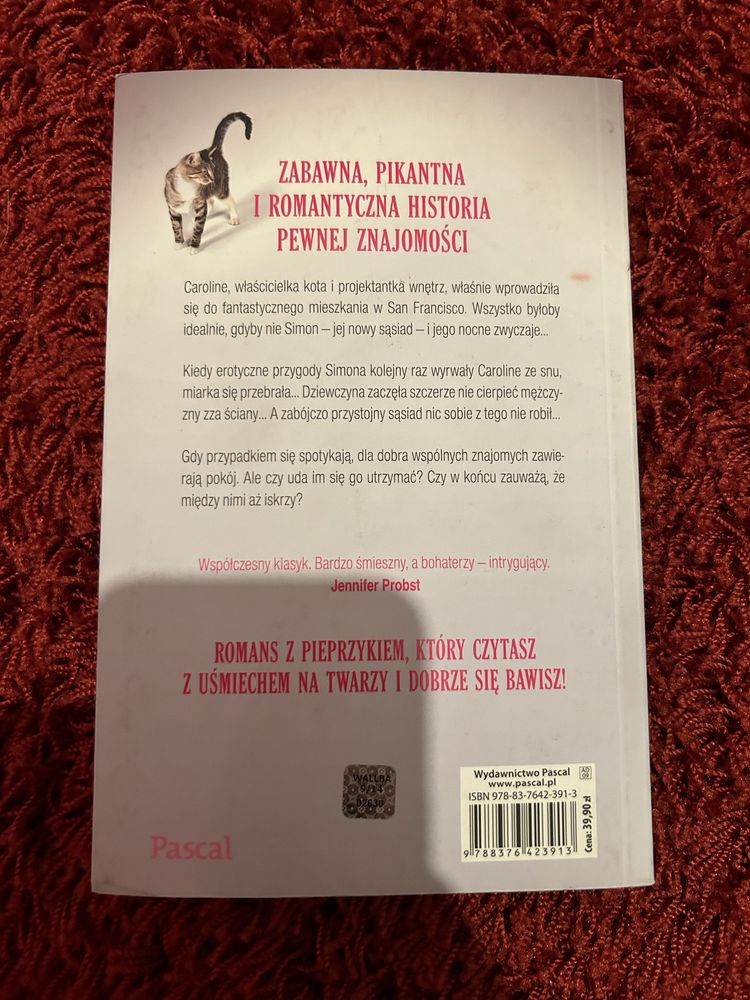 ZABAWNA, PIKANTNA
I ROMANTYCZNA HISTORIA
PEWNEJ ZNAJOMOŚCI
Caroline, właścicielka kota i projektantka wnętrz, właśnie wprowadziła
się do fantastycznego mieszkania w San Francisco. Wszystko byłoby
idealnie, gdyby nie Simon – jej nowy sąsiad – i jego nocne zwyczaje...
Kiedy erotyczne przygody Simona kolejny raz wyrwały Caroline ze snu,
miarka się przebrała... Dziewczyna zaczęła szczerze nie cierpieć mężczy-
zny zza ściany... A zabójczo przystojny sąsiad nic sobie z tego nie robił...
Gdy przypadkiem się spotykają, dla dobra wspólnych znajomych zawie-
rają pokój. Ale czy uda im się go utrzymać? Czy w końcu zauważą, że
między nimi aż iskrzy?
Współczesny klasyk. Bardzo śmieszny, a bohaterzy – intrygujący.
Jennifer Probst
ROMANS Z PIEPRZYKIEM, KTÓRY CZYTASZ
Z UŚMIECHEM NA TWARZY I DOBRZE SIĘ BAWISZ!
WALLBA
9/14
02630
Pascal
Wydawnictwo Pascal
www.pascal.pl
AD
09
ISBN 978-83-7642-391-3
9 788376 423913
Cena: 39,90 zł